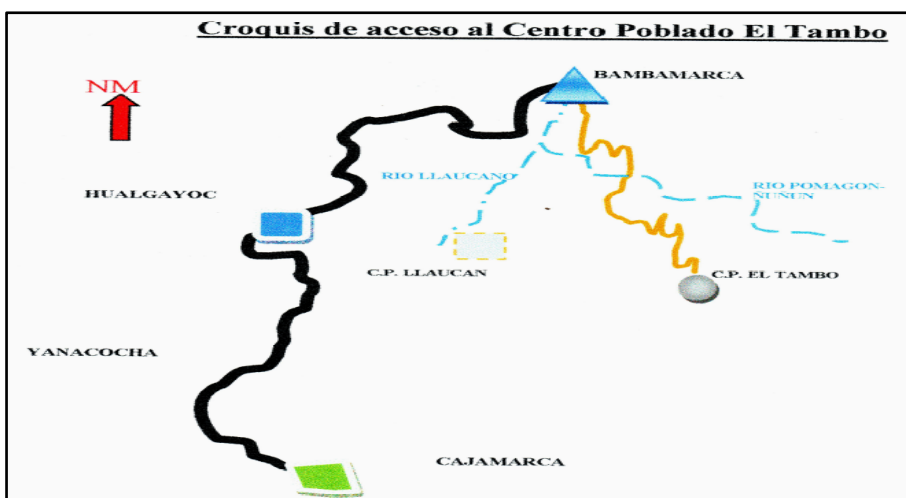 Croquis de acceso al Centro Poblado El Tambo
BAMBAMARCA
NM
RIO LLAUCANO
RIO POMAGON-
ÑUÑUN
HUALGAYOC
C.P. LLAUCAN
C.P. EL TAMBO
YANACOCHA
CAJAMARCA